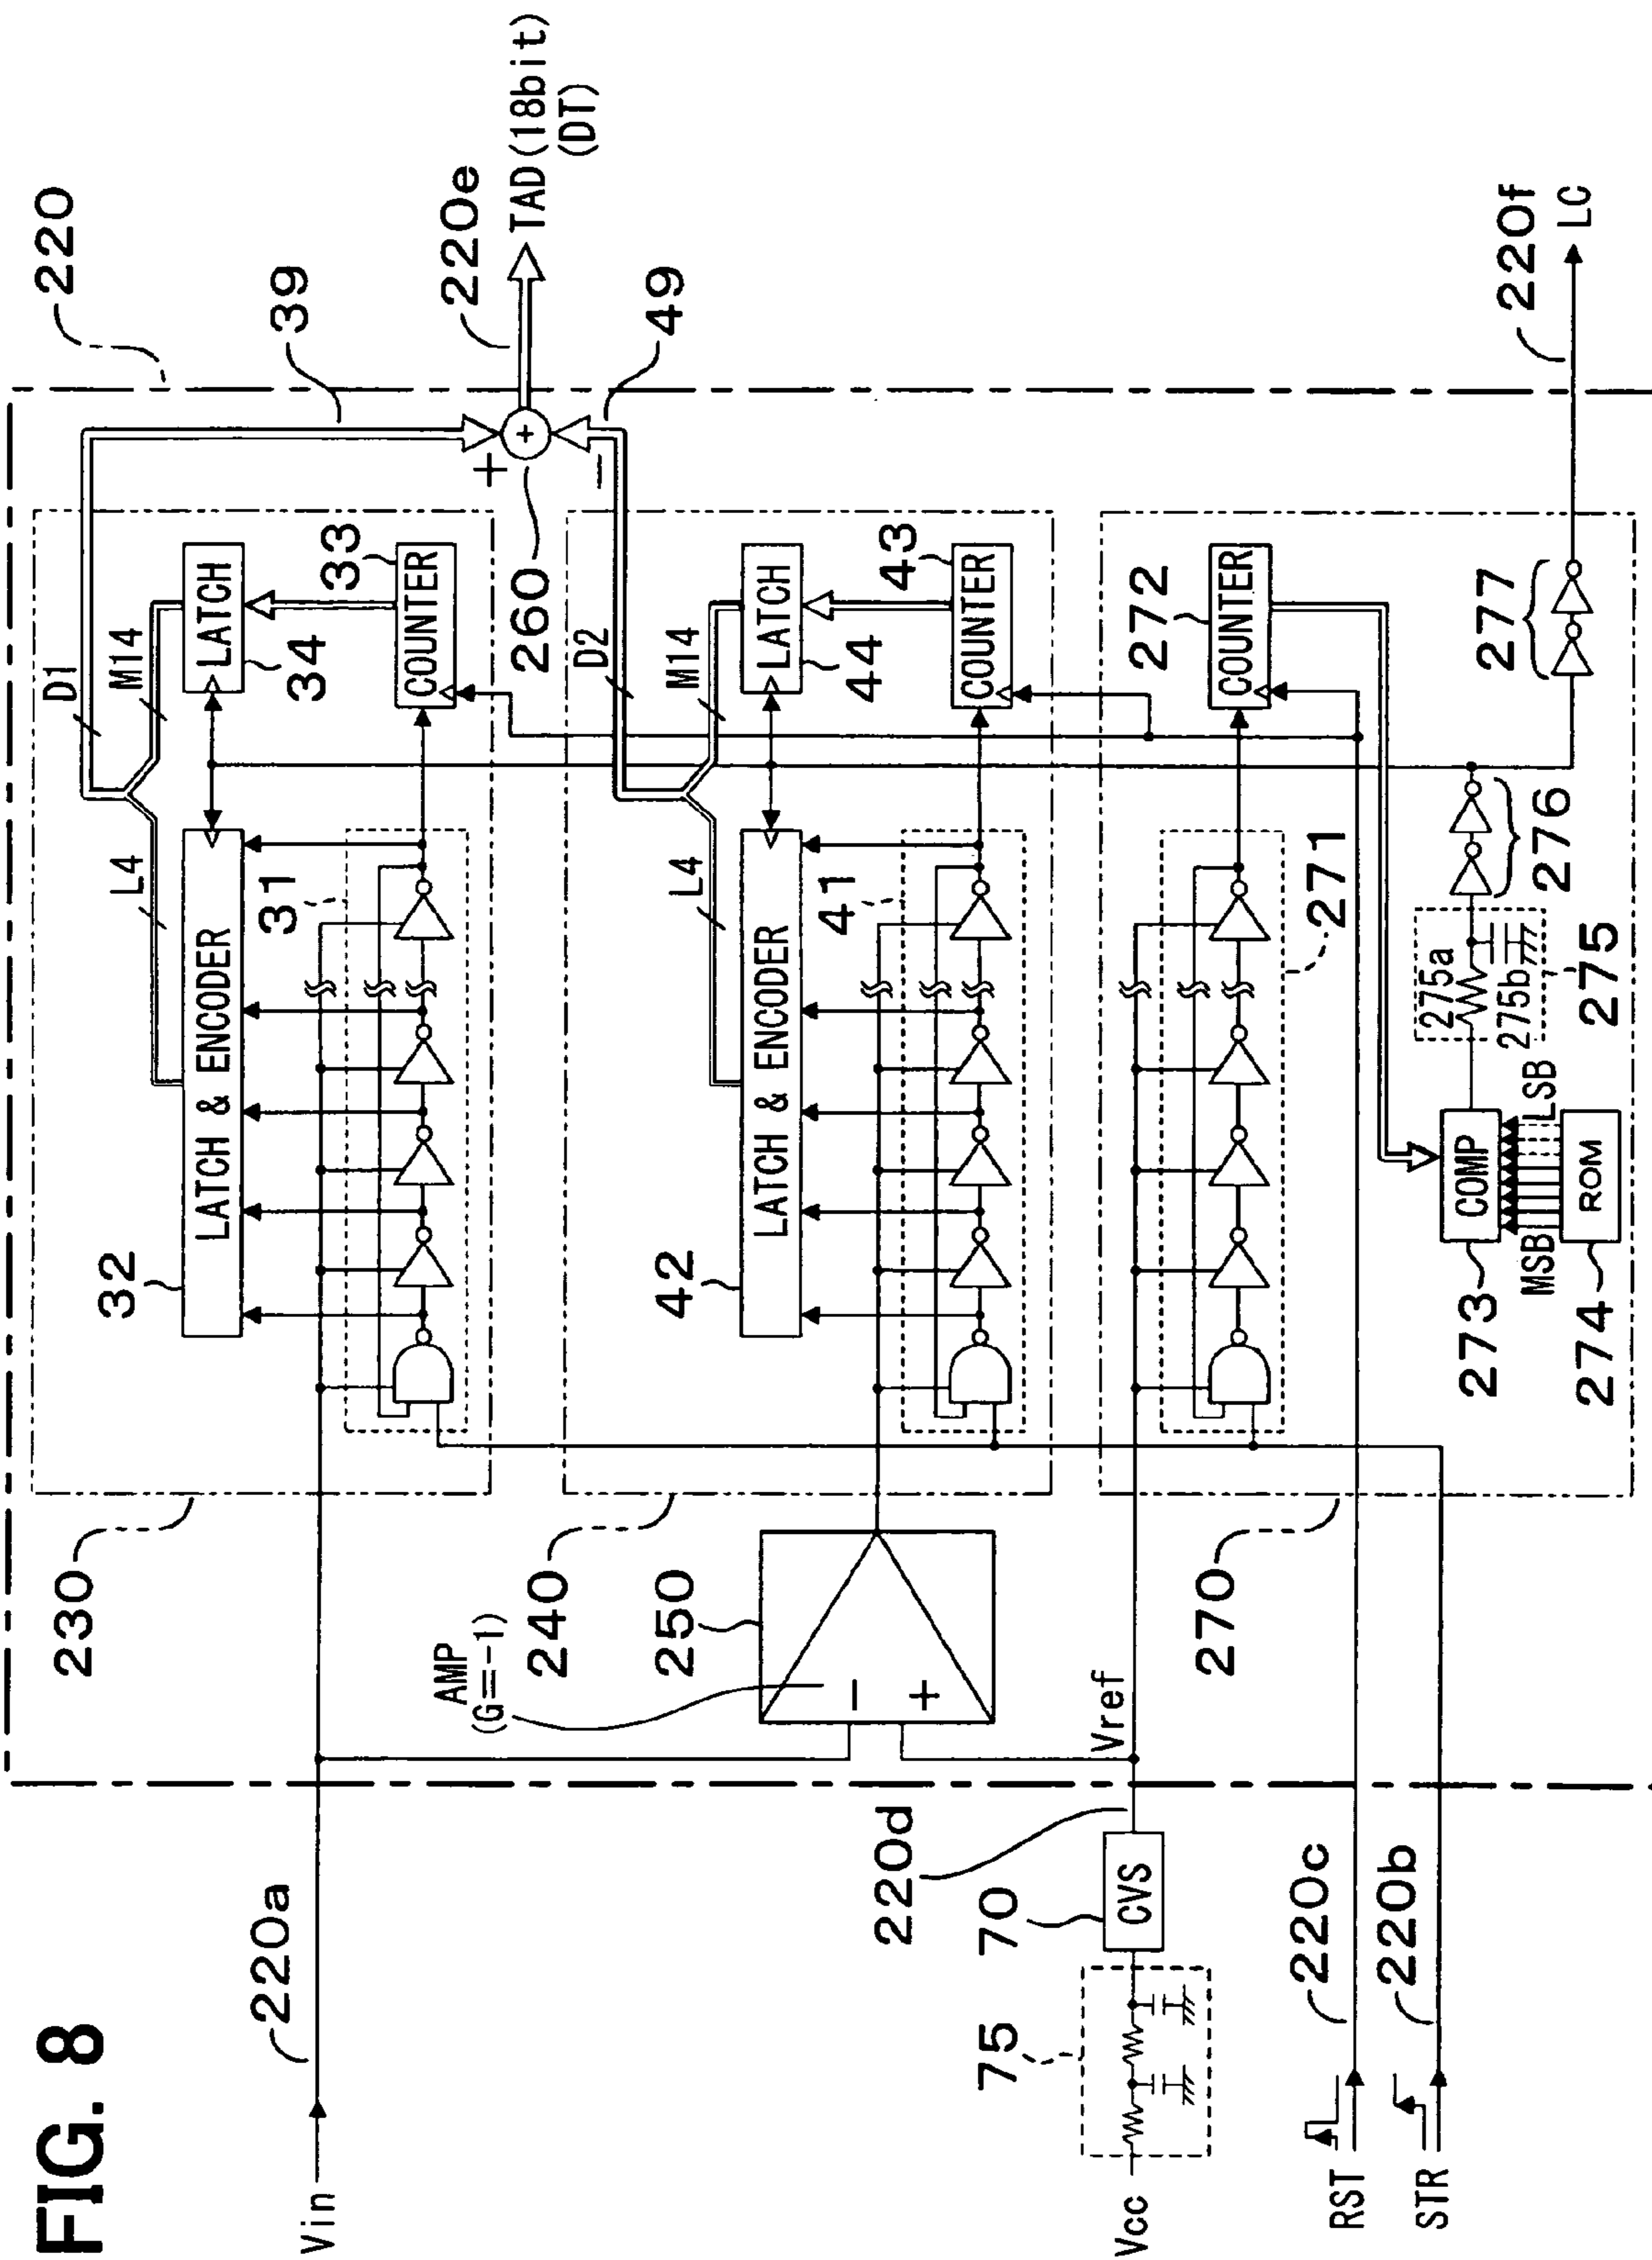 FIG. 8
220
230
D1
39
L4
M14
32
LATCH & ENCODER
LATCH
34
31
33
COUNTER
Vin
220a
AMP
(G=-1)
+
+
260
220e
TAD(18bit)
(DT)
240
D2
−
49
250
−
+
L4
M14
42
LATCH & ENCODER
LATCH
44
41
43
COUNTER
Vcc
75
70
CVS
220d
Vref
270
271
272
COUNTER
RST
220c
STR
220b
273
COMP
MSB
LSB
274
ROM
275a
275b
275
276
277
220f
LC